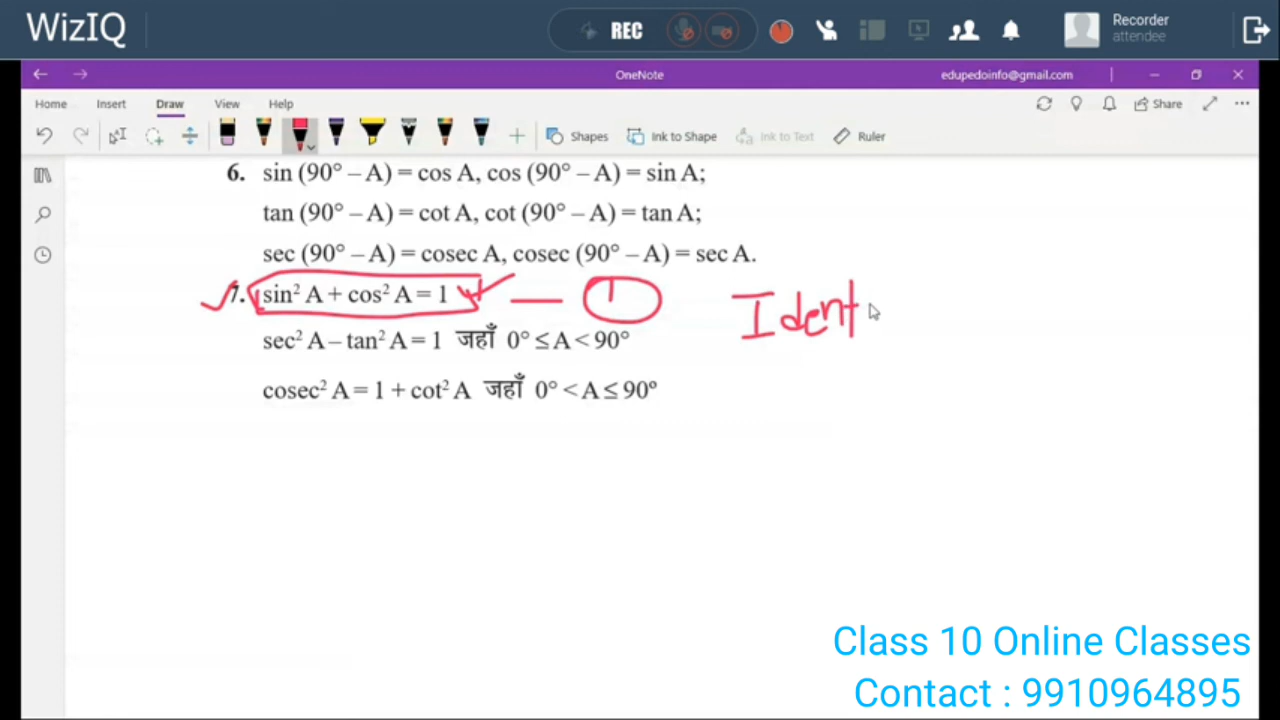 WizIQ
REC
Recorder
attendee
OneNote
edupedoinfo@gmail.com
Home Insert Draw View Help
Share
Shapes Ink to Shape Ink to Text Ruler
6. sin (90° – A) = cos A, cos (90° – A) = sin A;
tan (90° – A) = cot A, cot (90° – A) = tan A;
sec (90° – A) = cosec A, cosec (90° – A) = sec A.
7. sin² A + cos² A = 1 — 1 Ident
sec² A – tan² A = 1 जहाँ 0° ≤ A < 90°
cosec² A = 1 + cot² A जहाँ 0° < A ≤ 90°
Class 10 Online Classes
Contact : 9910964895